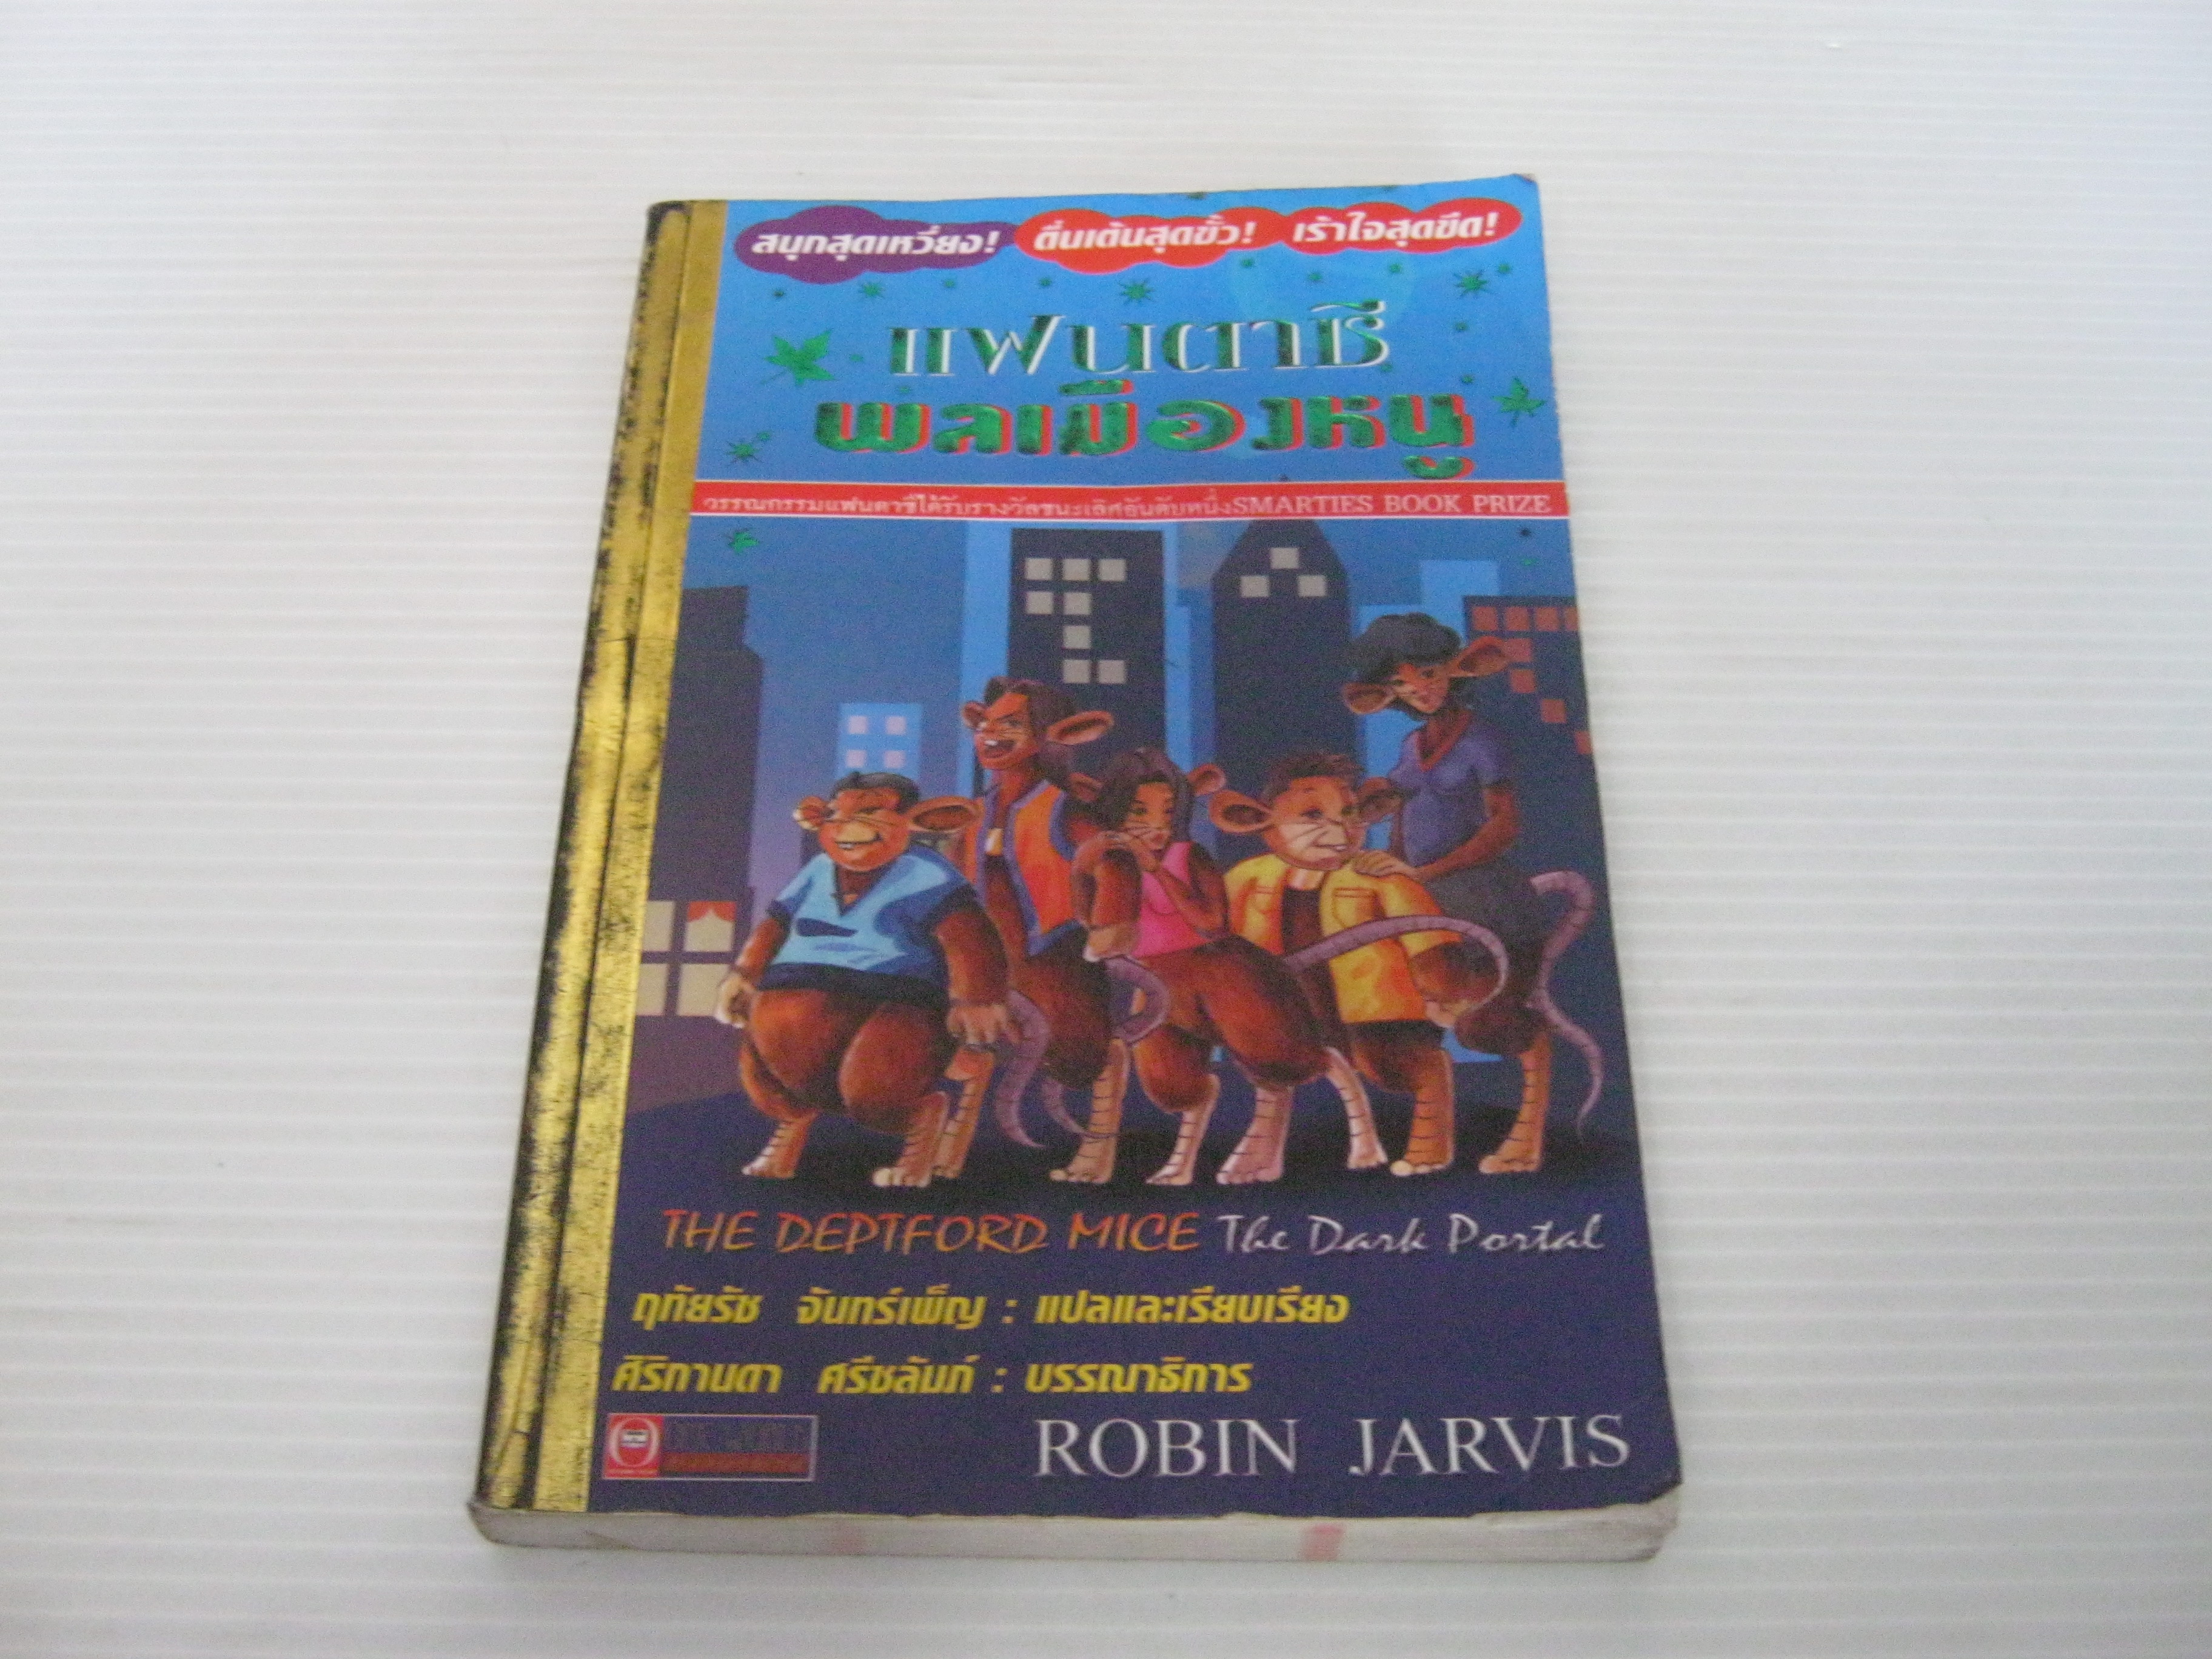 สนุกสุดเหวี่ยง! ตื่นเต้นสุดขั้ว! เร้าใจสุดขีด!
แฟนตาซี
พลเมืองหนู
วรรณกรรมแฟนตาซีได้รับรางวัลชนะเลิศอันดับหนึ่งSMARTIES BOOK PRIZE
THE DEPTFORD MICE The Dark Portal
ฤทัยรัช จันทร์เพ็ญ : แปลและเรียบเรียง
ศิริกานดา ศรีชลัมภ์ : บรรณาธิการ
ROBIN JARVIS